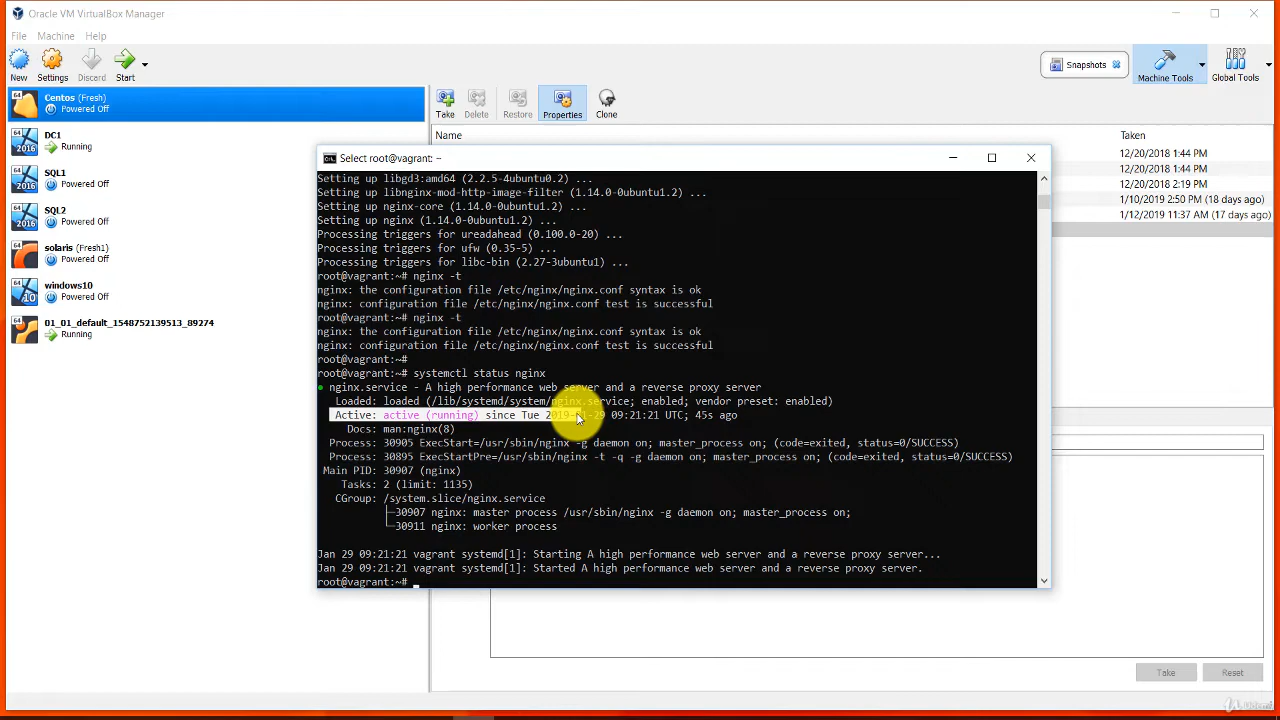 Oracle VM VirtualBox Manager
File Machine Help
New Settings Discard Start
Snapshots
Machine Tools
Global Tools
Centos (Fresh)
Powered Off
DC1
Running
SQL1
Powered Off
SQL2
Powered Off
solaris (Fresh1)
Powered Off
windows10
Powered Off
01_01_default_1548752139513_89274
Running
64
64
2016
64
2016
64
2016
64
64
10
64
Take Delete Restore Properties Clone
Name Taken
12/20/2018 1:44 PM
12/20/2018 1:44 PM
12/20/2018 2:19 PM
1/10/2019 2:50 PM (18 days ago)
1/12/2019 11:37 AM (17 days ago)
Select root@vagrant: ~
Setting up libgd3:amd64 (2.2.5-4ubuntu0.2) ...
Setting up libnginx-mod-http-image-filter (1.14.0-0ubuntu1.2) ...
Setting up nginx-core (1.14.0-0ubuntu1.2) ...
Setting up nginx (1.14.0-0ubuntu1.2) ...
Processing triggers for ureadahead (0.100.0-20) ...
Processing triggers for ufw (0.35-5) ...
Processing triggers for libc-bin (2.27-3ubuntu1) ...
root@vagrant:~# nginx -t
nginx: the configuration file /etc/nginx/nginx.conf syntax is ok
nginx: configuration file /etc/nginx/nginx.conf test is successful
root@vagrant:~# nginx -t
nginx: the configuration file /etc/nginx/nginx.conf syntax is ok
nginx: configuration file /etc/nginx/nginx.conf test is successful
root@vagrant:~#
root@vagrant:~# systemctl status nginx
● nginx.service - A high performance web server and a reverse proxy server
Loaded: loaded (/lib/systemd/system/nginx.service; enabled; vendor preset: enabled)
Active: active (running) since Tue 2019-01-29 09:21:21 UTC; 45s ago
Docs: man:nginx(8)
Process: 30905 ExecStart=/usr/sbin/nginx -g daemon on; master_process on; (code=exited, status=0/SUCCESS)
Process: 30895 ExecStartPre=/usr/sbin/nginx -t -q -g daemon on; master_process on; (code=exited, status=0/SUCCESS)
Main PID: 30907 (nginx)
Tasks: 2 (limit: 1135)
CGroup: /system.slice/nginx.service
├─30907 nginx: master process /usr/sbin/nginx -g daemon on; master_process on;
└─30911 nginx: worker process
Jan 29 09:21:21 vagrant systemd[1]: Starting A high performance web server and a reverse proxy server...
Jan 29 09:21:21 vagrant systemd[1]: Started A high performance web server and a reverse proxy server.
root@vagrant:~#
Take Reset
Udemy